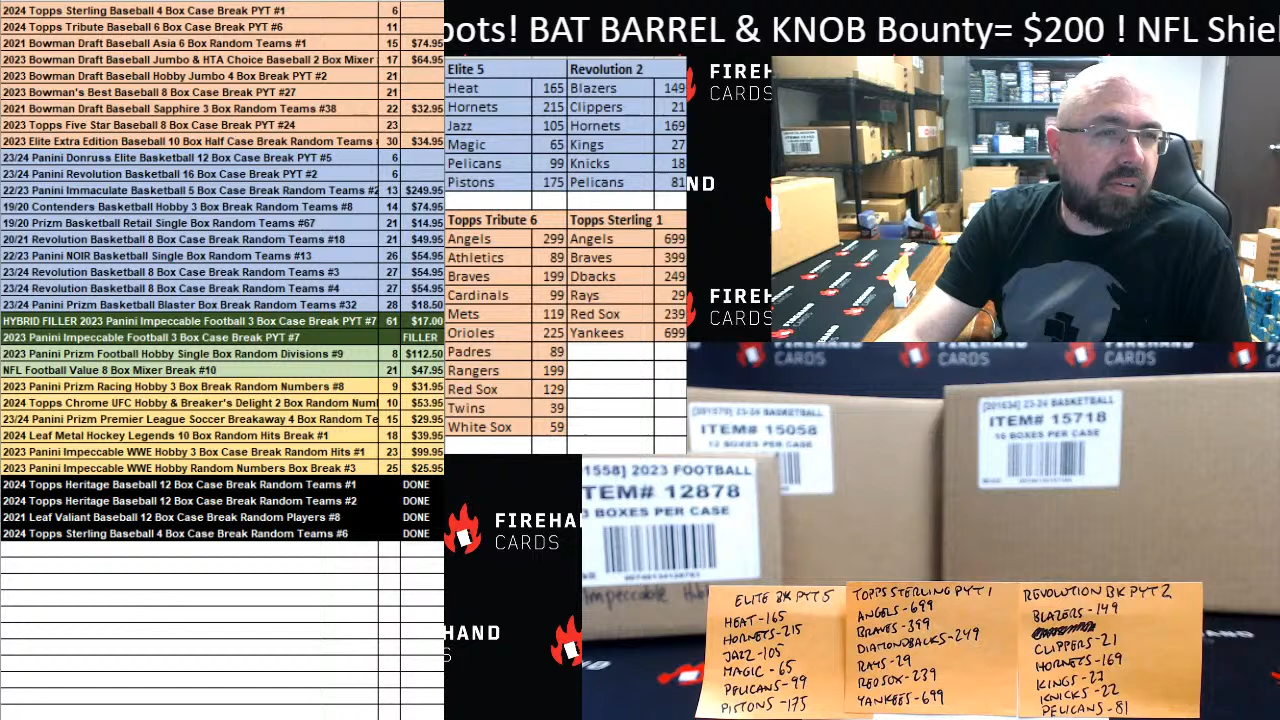 2024 Topps Sterling Baseball 4 Box Case Break PYT #1 6
2024 Topps Tribute Baseball 6 Box Case Break PYT #6 11
2021 Bowman Draft Baseball Asia 6 Box Random Teams #1 15 $74.95
2023 Bowman Draft Baseball Jumbo & HTA Choice Baseball 2 Box Mixer 17 $64.95
2023 Bowman Draft Baseball Hobby Jumbo 4 Box Break PYT #2 21
2023 Bowman's Best Baseball 8 Box Case Break PYT #27 21
2021 Bowman Draft Baseball Sapphire 3 Box Random Teams #38 22 $32.95
2023 Topps Five Star Baseball 8 Box Case Break PYT #24 23
2023 Elite Extra Edition Baseball 10 Box Half Case Break Random Teams 30 $34.95
23/24 Panini Donruss Elite Basketball 12 Box Case Break PYT #5 6
23/24 Panini Revolution Basketball 16 Box Case Break PYT #2 6
22/23 Panini Immaculate Basketball 5 Box Case Break Random Teams #2 13 $249.95
19/20 Contenders Basketball Hobby 3 Box Break Random Teams #8 14 $74.95
19/20 Prizm Basketball Retail Single Box Random Teams #67 21 $14.95
20/21 Revolution Basketball 8 Box Case Break Random Teams #18 21 $49.95
22/23 Panini NOIR Basketball Single Box Random Teams #13 26 $54.95
23/24 Revolution Basketball 8 Box Case Break Random Teams #3 27 $54.95
23/24 Revolution Basketball 8 Box Case Break Random Teams #4 27 $54.95
23/24 Panini Prizm Basketball Blaster Box Break Random Teams #32 28 $18.50
HYBRID FILLER 2023 Panini Impeccable Football 3 Box Case Break PYT #7 61 $17.00
2023 Panini Impeccable Football 3 Box Case Break PYT #7 FILLER
2023 Panini Prizm Football Hobby Single Box Random Divisions #9 8 $112.50
NFL Football Value 8 Box Mixer Break #10 21 $47.95
2023 Panini Prizm Racing Hobby 3 Box Break Random Numbers #8 9 $31.95
2024 Topps Chrome UFC Hobby & Breaker's Delight 2 Box Random Num 10 $53.95
23/24 Panini Prizm Premier League Soccer Breakaway 4 Box Random Te 15 $29.95
2024 Leaf Metal Hockey Legends 10 Box Random Hits Break #1 18 $39.95
2023 Panini Impeccable WWE Hobby 3 Box Case Break Random Hits #1 23 $99.95
2023 Panini Impeccable WWE Hobby Random Numbers Box Break #3 25 $25.95
2024 Topps Heritage Baseball 12 Box Case Break Random Teams #1 DONE
2024 Topps Heritage Baseball 12 Box Case Break Random Teams #2 DONE
2021 Leaf Valiant Baseball 12 Box Case Break Random Players #8 DONE
2024 Topps Sterling Baseball 4 Box Case Break Random Teams #6 DONE
pots! BAT BARREL & KNOB Bounty= $200 ! NFL Shiel
Elite 5 Revolution 2
Heat 165 Blazers 149
Hornets 215 Clippers 21
Jazz 105 Hornets 169
Magic 65 Kings 27
Pelicans 99 Knicks 18
Pistons 175 Pelicans 81
Topps Tribute 6 Topps Sterling 1
Angels 299 Angels 699
Athletics 89 Braves 399
Braves 199 Dbacks 249
Cardinals 99 Rays 29
Mets 119 Red Sox 239
Orioles 225 Yankees 699
Padres 89
Rangers 199
Red Sox 129
Twins 39
White Sox 59
FIREHAN
CARDS
ND
FIREHAN
CARDS
FIREHAN
CARDS
HAND
S
FIREHAND
CARDS
23-24 BASKETBALL
ITEM# 15058
12 BOXES PER CASE
[201634] 23-24 BASKETBALL
ITEM# 15718
16 BOXES PER CASE
1558] 2023 FOOTBALL
TEM# 12878
3 BOXES PER CASE
Impeccable
ELITE BK PYT 5
HEAT-165
HORNETS-215
JAZZ-105
MAGIC-65
PELICANS-99
PISTONS-175
TOPPS STERLING PYT 1
ANGELS-699
BRAVES-399
DIAMONDBACKS-249
RAYS-29
RED SOX-239
YANKEES-699
REVOLUTION BK PYT 2
BLAZERS-149
CLIPPERS-21
HORNETS-169
KINGS-27
KNICKS-22
PELICANS-81